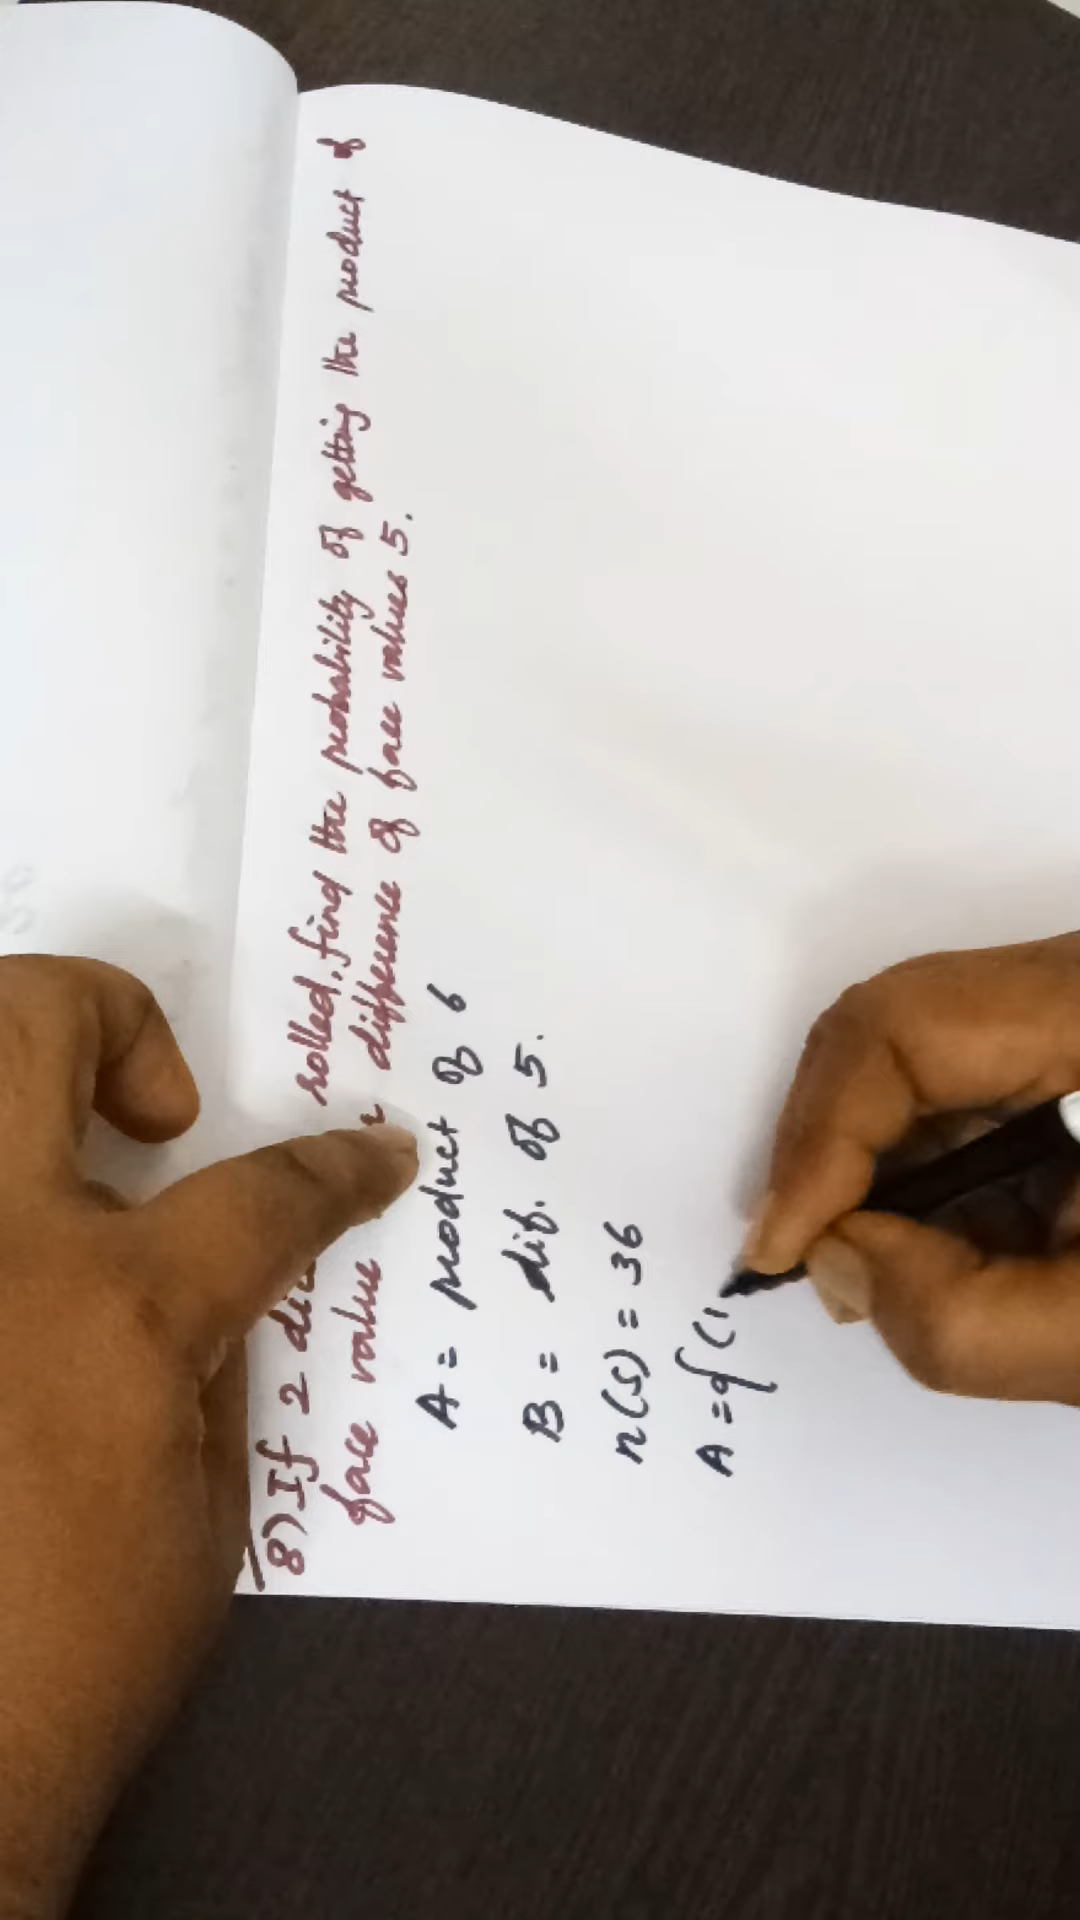 8) If 2 rolled, find the probability of getting the product of
face value difference of face values 5.
A = product of 6
B = dif. of 5.
n(S) = 36
A = {(1